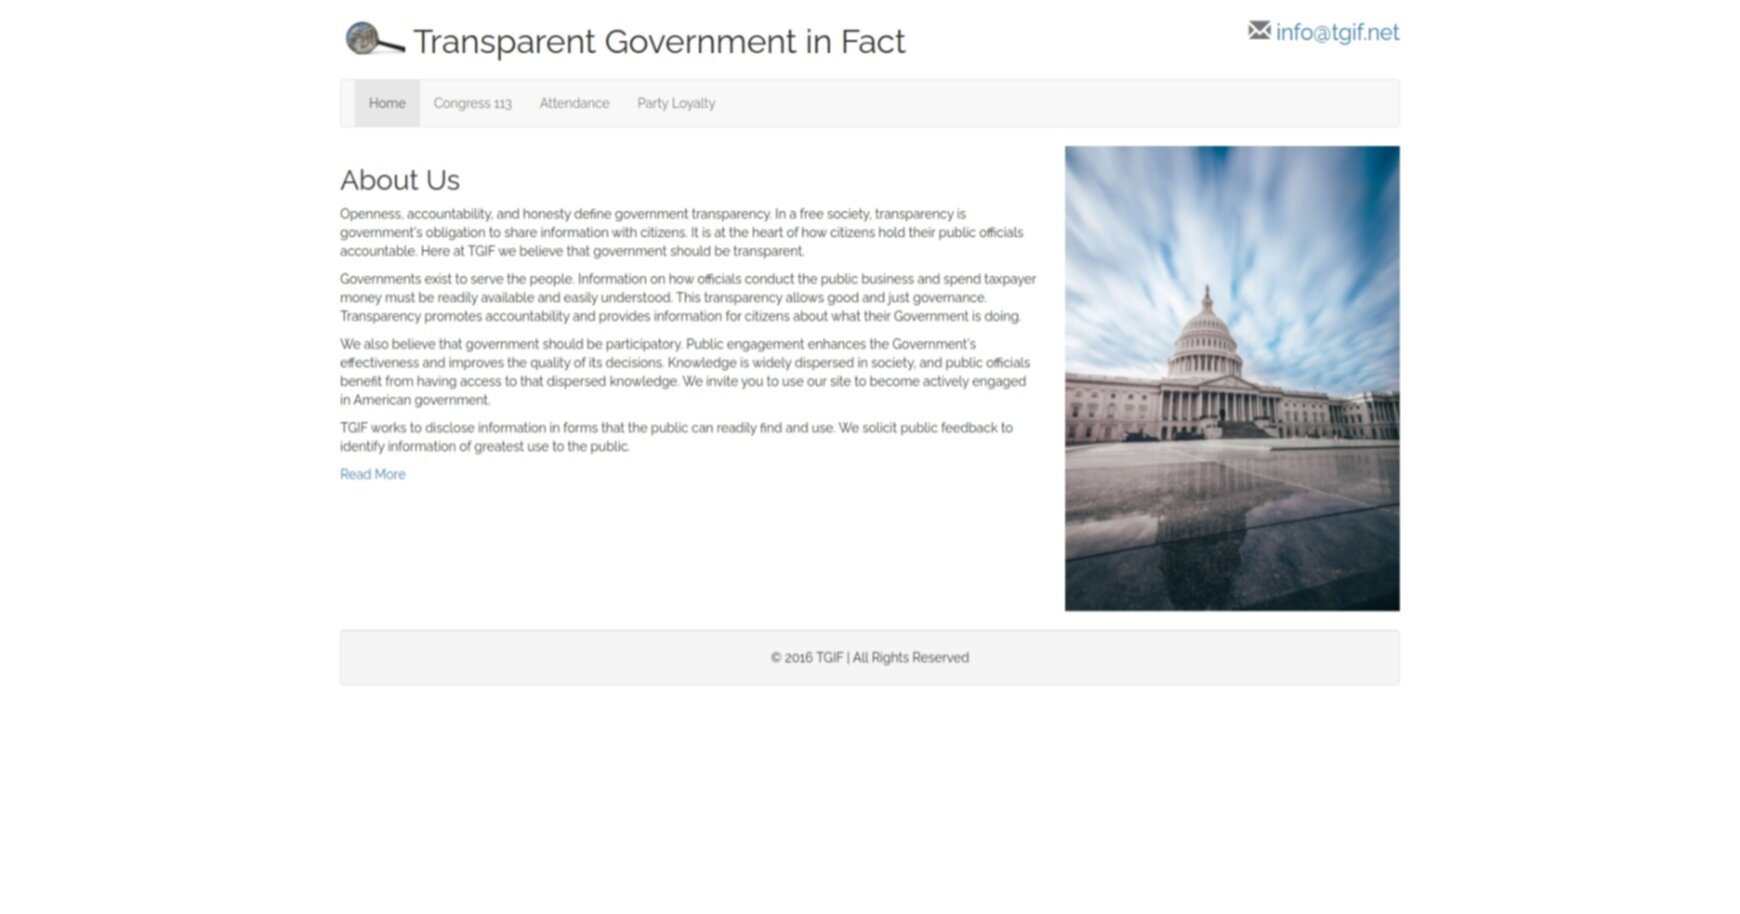 Transparent Government in Fact
info@tgif.net
Home Congress 113 Attendance Party Loyalty
About Us
Openness, accountability, and honesty define government transparency. In a free society, transparency is
government's obligation to share information with citizens. It is at the heart of how citizens hold their public officials
accountable. Here at TGIF we believe that government should be transparent.
Governments exist to serve the people. Information on how officials conduct the public business and spend taxpayer
money must be readily available and easily understood. This transparency allows good and just governance.
Transparency promotes accountability and provides information for citizens about what their Government is doing.
We also believe that government should be participatory. Public engagement enhances the Government's
effectiveness and improves the quality of its decisions. Knowledge is widely dispersed in society, and public officials
benefit from having access to that dispersed knowledge. We invite you to use our site to become actively engaged
in American government.
TGIF works to disclose information in forms that the public can readily find and use. We solicit public feedback to
identify information of greatest use to the public.
Read More
© 2016 TGIF | All Rights Reserved